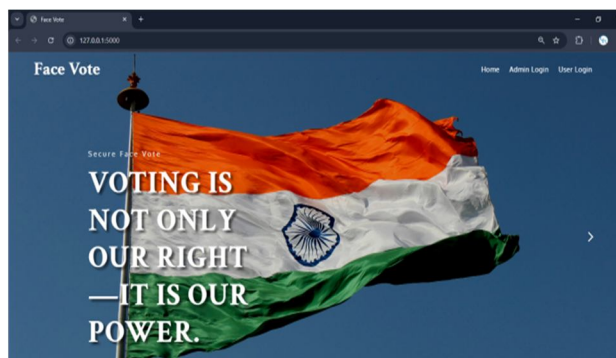 Face Vote
127.0.0.1:5000
Face Vote
Home Admin Login User Login
Secure Face Vote
VOTING IS
NOT ONLY
OUR RIGHT
—IT IS OUR
POWER.